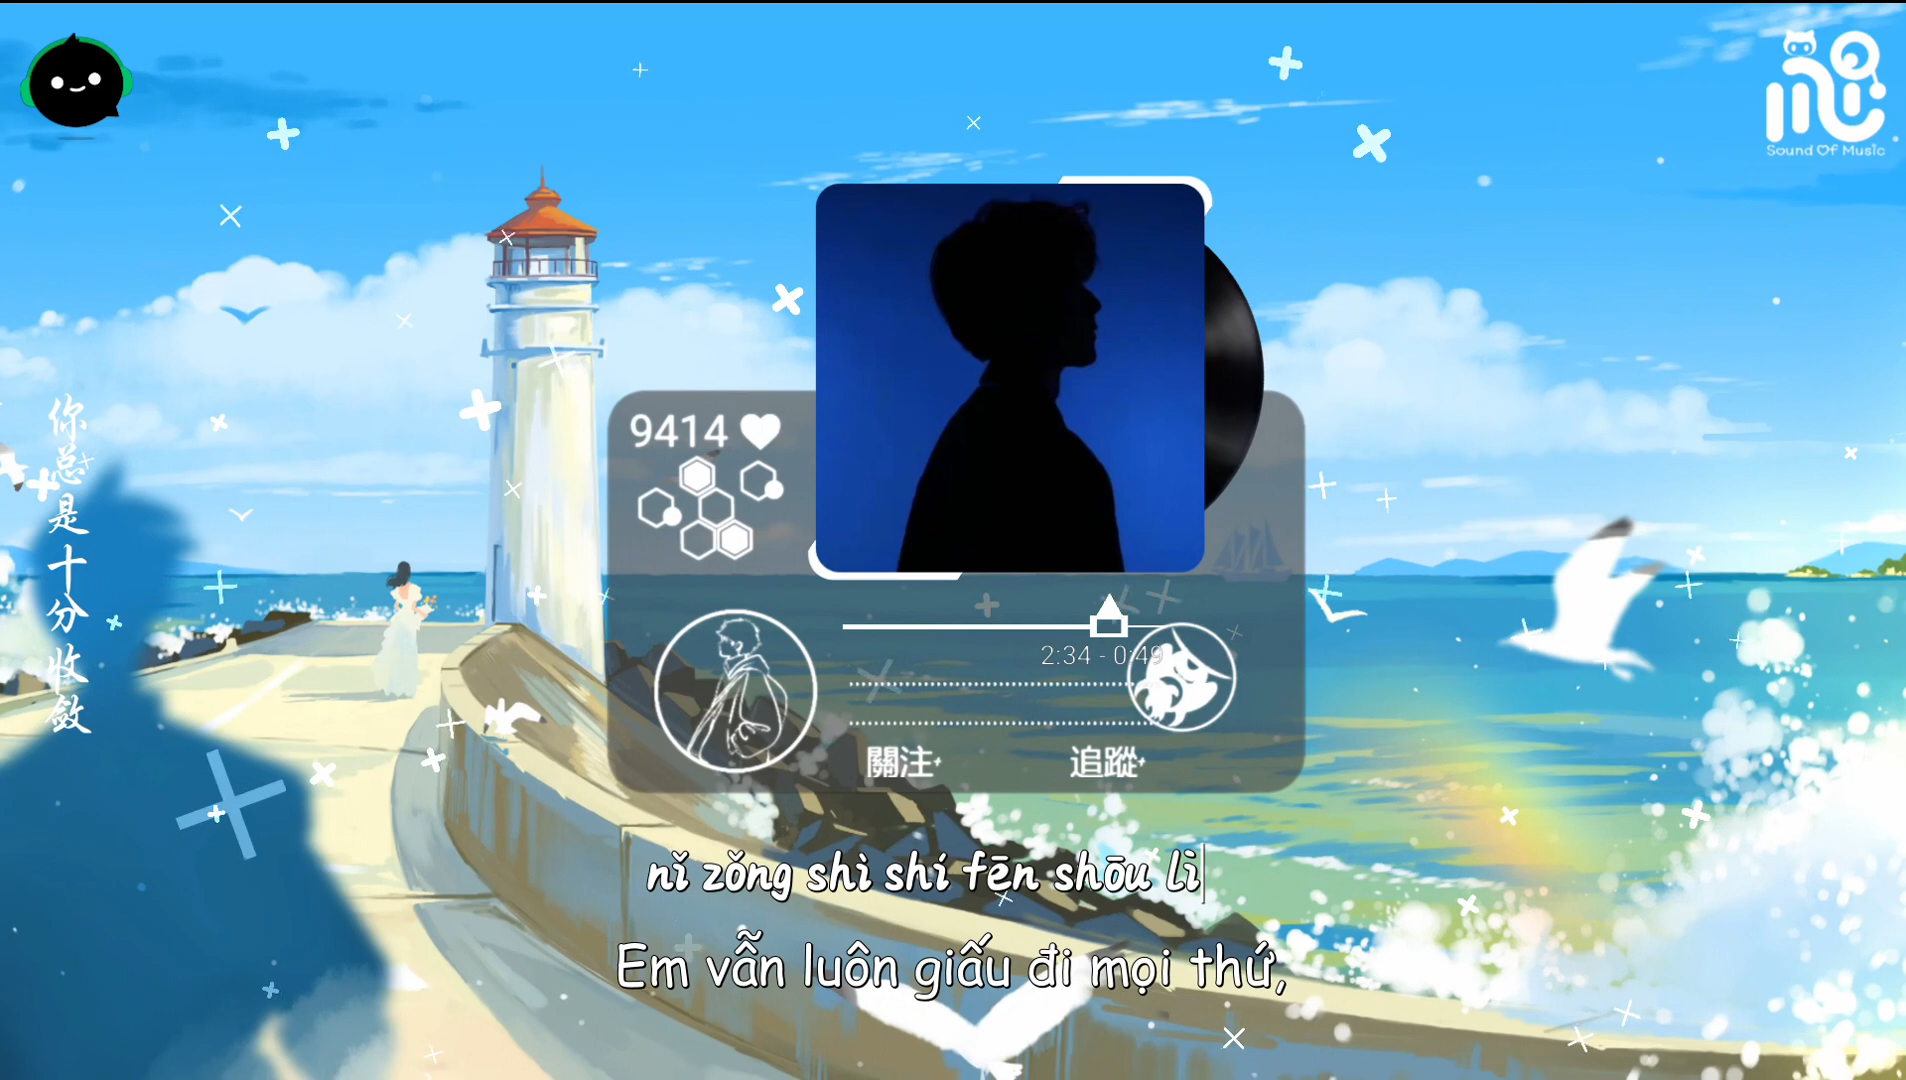 Sound Of Music
你总是十分收敛
9414
2:34 - 0:49
關注+
追蹤+
nǐ zǒng shì shí fēn shōu lì
Em vẫn luôn giấu đi mọi thứ,